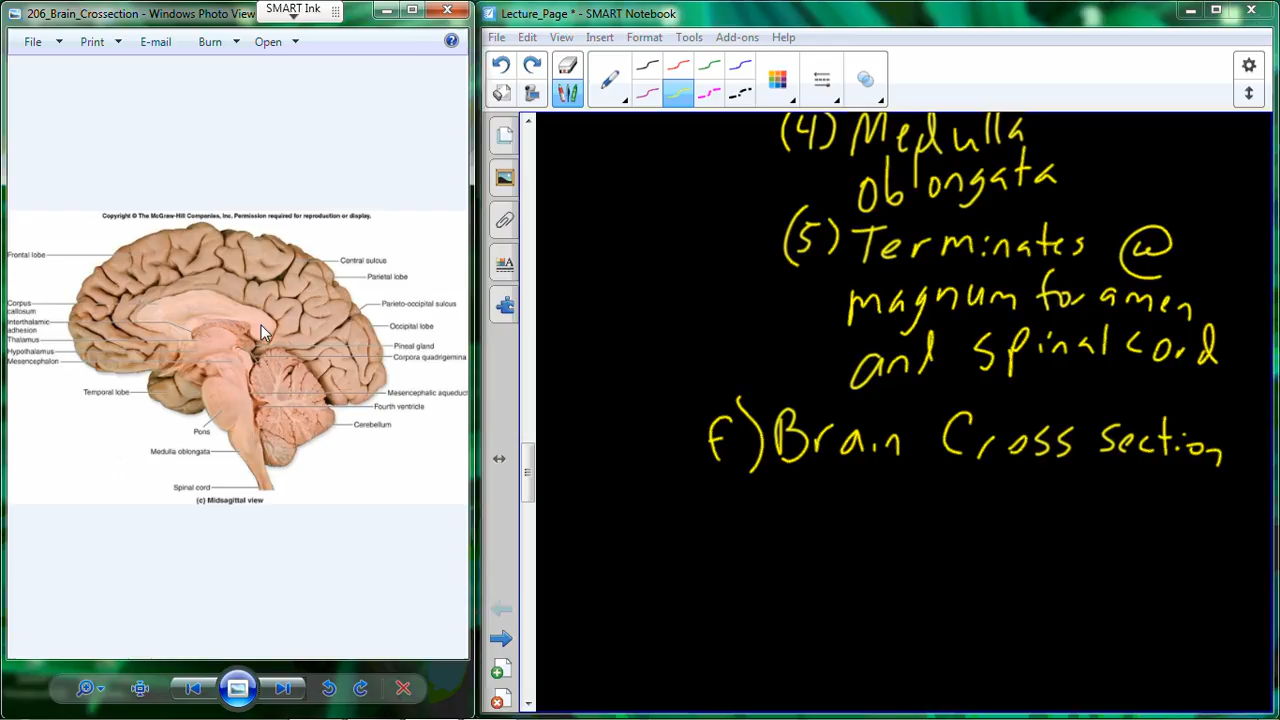 206_Brain_Crossection - Windows Photo View
SMART Ink
File Print E-mail Burn Open
Copyright © The McGraw-Hill Companies, Inc. Permission required for reproduction or display.
Frontal lobe
Corpus
callosum
Interthalamic
adhesion
Thalamus
Hypothalamus
Mesencephalon
Temporal lobe
Pons
Medulla oblongata
Spinal cord
Central sulcus
Parietal lobe
Parieto-occipital sulcus
Occipital lobe
Pineal gland
Corpora quadrigemina
Mesencephalic aqueduct
Fourth ventricle
Cerebellum
(c) Midsagittal view
Lecture_Page * - SMART Notebook
File Edit View Insert Format Tools Add-ons Help
(4) Medulla
oblongata
(5) Terminates @
magnum foramen
and spinal cord
F) Brain Cross section